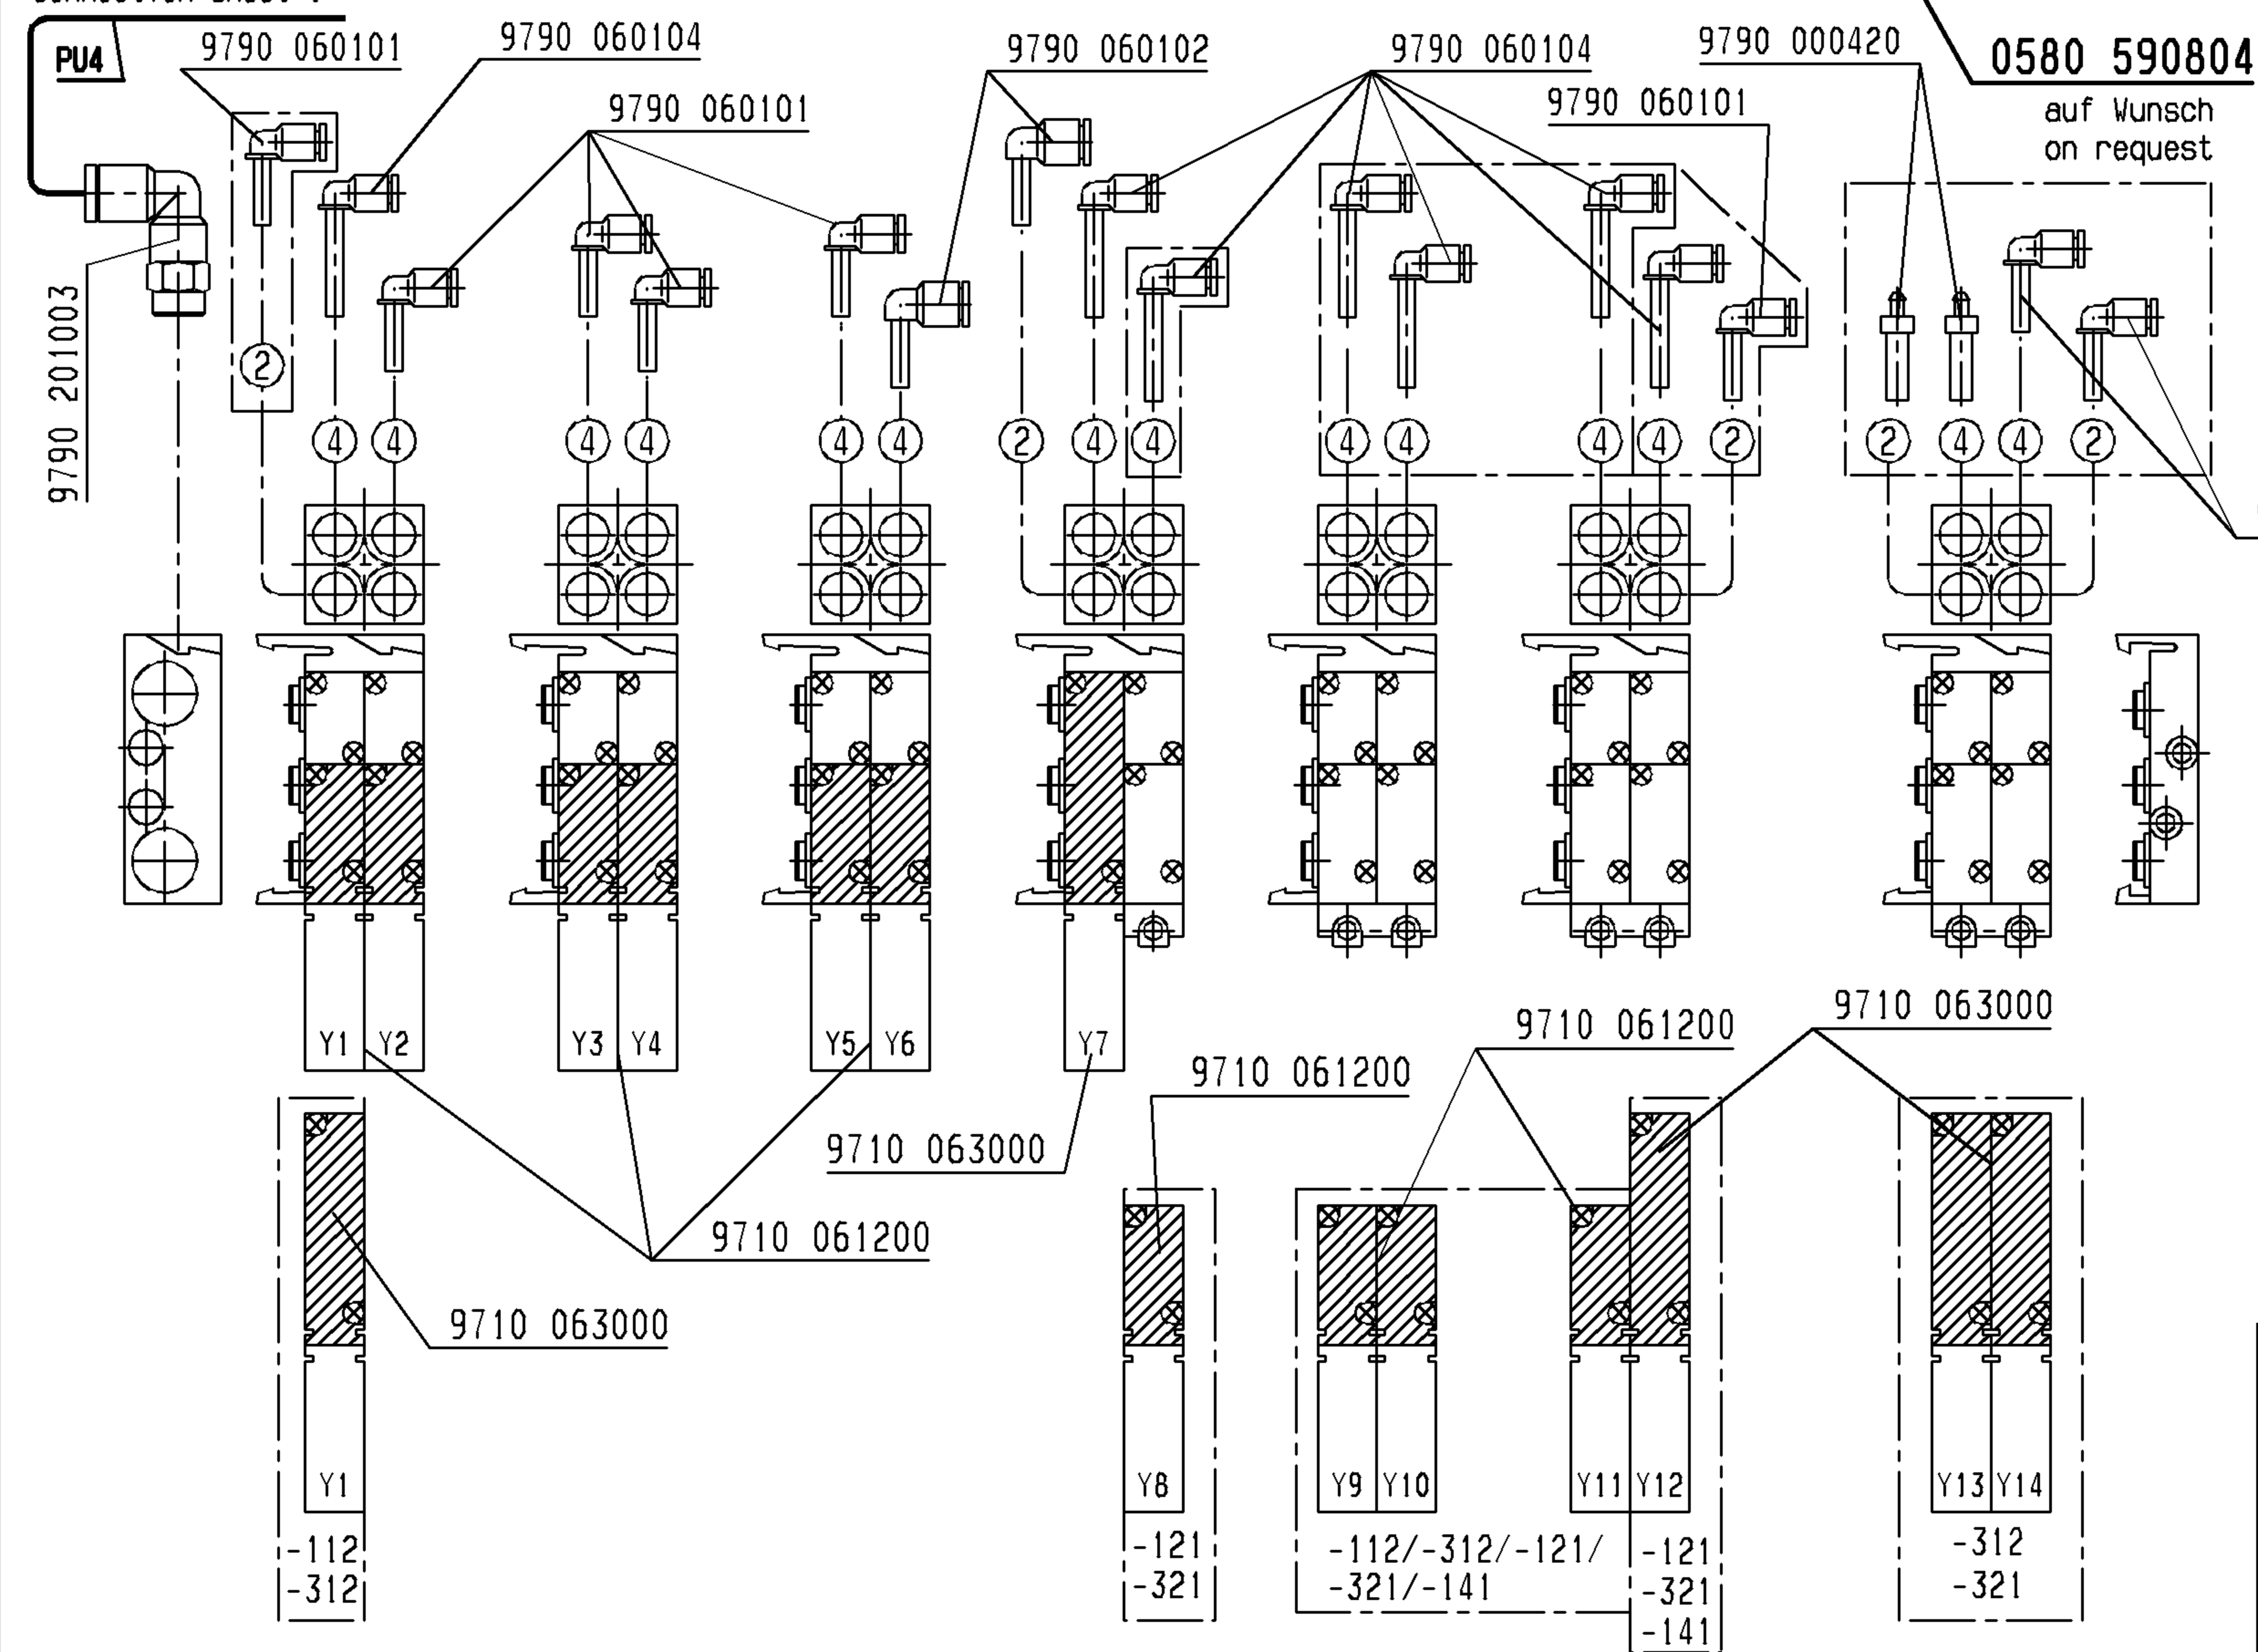 PU4
9790 060101
9790 060104
9790 060101
9790 060102
9790 060104
9790 060101
9790 000420
0580 590804
auf Wunsch
on request
9790 201003
2
4
4
4
4
4
4
2
4
4
4
4
4
4
2
2
4
4
2
Y1
Y2
Y3
Y4
Y5
Y6
Y7
9710 061200
9710 061200
9710 063000
9710 063000
9710 061200
9710 063000
Y1
Y8
Y9
Y10
Y11
Y12
Y13
Y14
-112
-312
-121
-321
-112/-312/-121/
-321/-141
-121
-321
-141
-312
-321